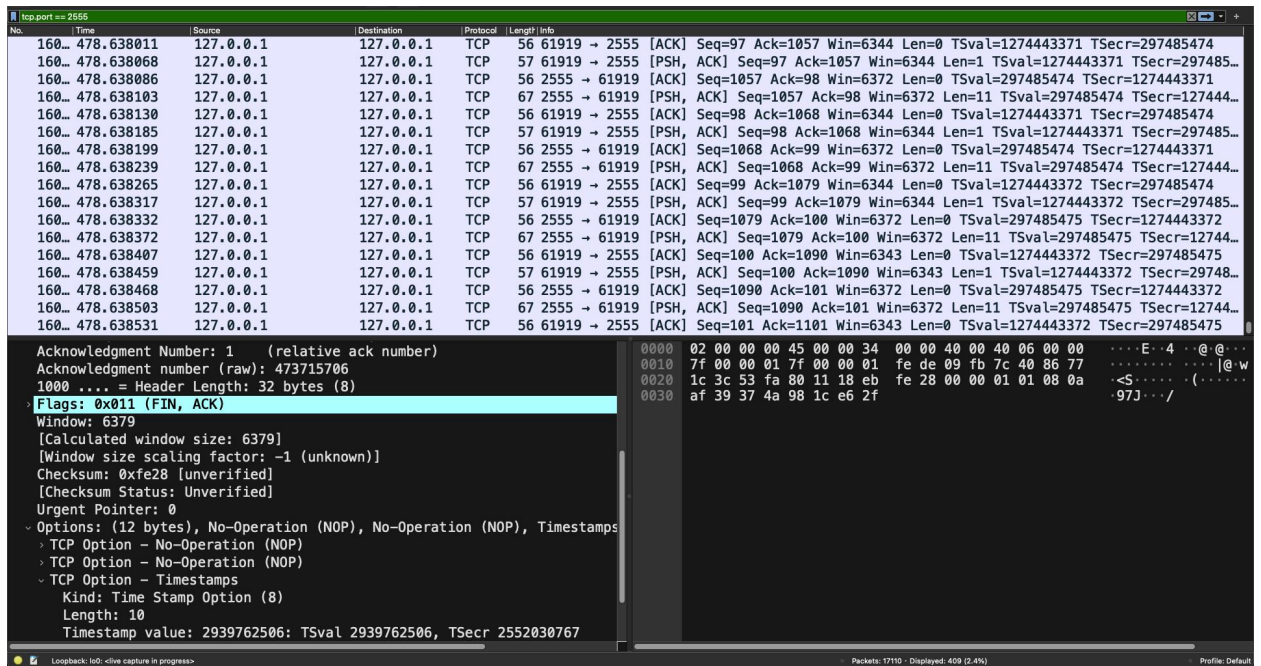 tcp.port == 2555
No. Time Source Destination Protocol Length Info
160… 478.638011 127.0.0.1 127.0.0.1 TCP 56 61919 → 2555 [ACK] Seq=97 Ack=1057 Win=6344 Len=0 TSval=1274443371 TSecr=297485474
160… 478.638068 127.0.0.1 127.0.0.1 TCP 57 61919 → 2555 [PSH, ACK] Seq=97 Ack=1057 Win=6344 Len=1 TSval=1274443371 TSecr=297485…
160… 478.638086 127.0.0.1 127.0.0.1 TCP 56 2555 → 61919 [ACK] Seq=1057 Ack=98 Win=6372 Len=0 TSval=297485474 TSecr=1274443371
160… 478.638103 127.0.0.1 127.0.0.1 TCP 67 2555 → 61919 [PSH, ACK] Seq=1057 Ack=98 Win=6372 Len=11 TSval=297485474 TSecr=127444…
160… 478.638130 127.0.0.1 127.0.0.1 TCP 56 61919 → 2555 [ACK] Seq=98 Ack=1068 Win=6344 Len=0 TSval=1274443371 TSecr=297485474
160… 478.638185 127.0.0.1 127.0.0.1 TCP 57 61919 → 2555 [PSH, ACK] Seq=98 Ack=1068 Win=6344 Len=1 TSval=1274443371 TSecr=297485…
160… 478.638199 127.0.0.1 127.0.0.1 TCP 56 2555 → 61919 [ACK] Seq=1068 Ack=99 Win=6372 Len=0 TSval=297485474 TSecr=1274443371
160… 478.638239 127.0.0.1 127.0.0.1 TCP 67 2555 → 61919 [PSH, ACK] Seq=1068 Ack=99 Win=6372 Len=11 TSval=297485474 TSecr=127444…
160… 478.638265 127.0.0.1 127.0.0.1 TCP 56 61919 → 2555 [ACK] Seq=99 Ack=1079 Win=6344 Len=0 TSval=1274443372 TSecr=297485474
160… 478.638317 127.0.0.1 127.0.0.1 TCP 57 61919 → 2555 [PSH, ACK] Seq=99 Ack=1079 Win=6344 Len=1 TSval=1274443372 TSecr=297485…
160… 478.638332 127.0.0.1 127.0.0.1 TCP 56 2555 → 61919 [ACK] Seq=1079 Ack=100 Win=6372 Len=0 TSval=297485475 TSecr=1274443372
160… 478.638372 127.0.0.1 127.0.0.1 TCP 67 2555 → 61919 [PSH, ACK] Seq=1079 Ack=100 Win=6372 Len=11 TSval=297485475 TSecr=12744…
160… 478.638407 127.0.0.1 127.0.0.1 TCP 56 61919 → 2555 [ACK] Seq=100 Ack=1090 Win=6343 Len=0 TSval=1274443372 TSecr=297485475
160… 478.638459 127.0.0.1 127.0.0.1 TCP 57 61919 → 2555 [PSH, ACK] Seq=100 Ack=1090 Win=6343 Len=1 TSval=1274443372 TSecr=29748…
160… 478.638468 127.0.0.1 127.0.0.1 TCP 56 2555 → 61919 [ACK] Seq=1090 Ack=101 Win=6372 Len=0 TSval=297485475 TSecr=1274443372
160… 478.638503 127.0.0.1 127.0.0.1 TCP 67 2555 → 61919 [PSH, ACK] Seq=1090 Ack=101 Win=6372 Len=11 TSval=297485475 TSecr=12744…
160… 478.638531 127.0.0.1 127.0.0.1 TCP 56 61919 → 2555 [ACK] Seq=101 Ack=1101 Win=6343 Len=0 TSval=1274443372 TSecr=297485475
Acknowledgment Number: 1 (relative ack number)
Acknowledgment number (raw): 473715706
1000 .... = Header Length: 32 bytes (8)
Flags: 0x011 (FIN, ACK)
Window: 6379
[Calculated window size: 6379]
[Window size scaling factor: -1 (unknown)]
Checksum: 0xfe28 [unverified]
[Checksum Status: Unverified]
Urgent Pointer: 0
Options: (12 bytes), No-Operation (NOP), No-Operation (NOP), Timestamps
TCP Option - No-Operation (NOP)
TCP Option - No-Operation (NOP)
TCP Option - Timestamps
Kind: Time Stamp Option (8)
Length: 10
Timestamp value: 2939762506: TSval 2939762506, TSecr 2552030767
0000 02 00 00 00 45 00 00 34 00 00 40 00 40 06 00 00 ····E··4 ··@·@···
0010 7f 00 00 01 7f 00 00 01 fe de 09 fb 7c 40 86 77 ········ ····|@·w
0020 1c 3c 53 fa 80 11 18 eb fe 28 00 00 01 01 08 0a ·<S····· ·(······
0030 af 39 37 4a 98 1c e6 2f ·97J···/
Loopback: lo0: <live capture in progress>
Packets: 17110 · Displayed: 409 (2.4%)
Profile: Default